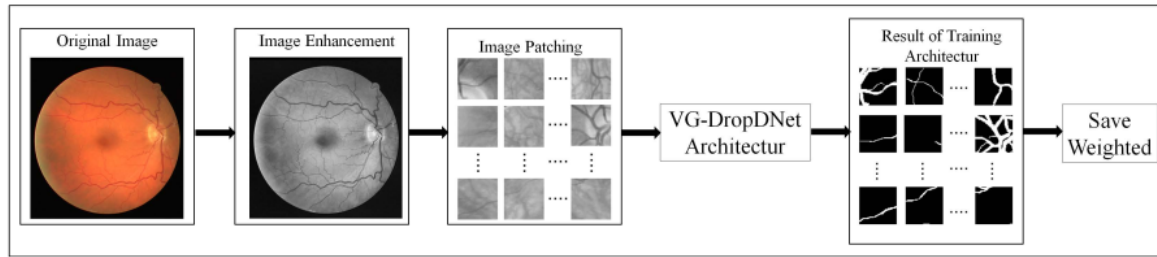 Original Image
Image Enhancement
Image Patching
VG-DropDNet
Architectur
Result of Training
Architectur
Save
Weighted